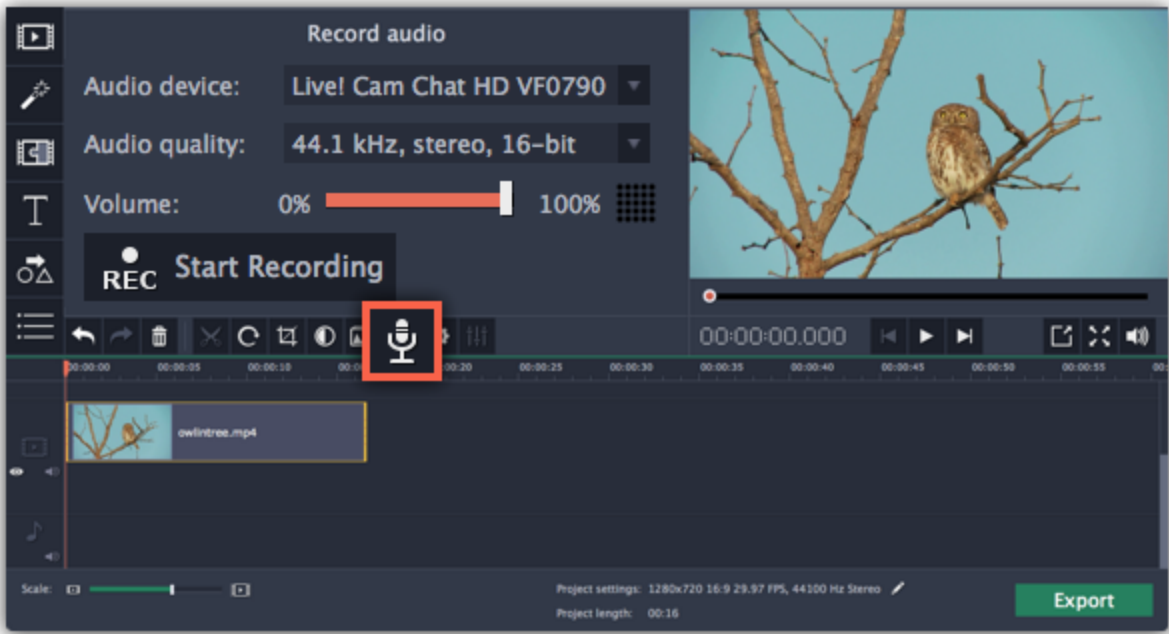 Record audio
Audio device: Live! Cam Chat HD VF0790
Audio quality: 44.1 kHz, stereo, 16-bit
Volume: 0% 100%
REC Start Recording
T
00:00:00.000
00:00:00 00:00:05 00:00:10 00:20 00:00:25 00:00:30 00:00:35 00:00:40 00:00:45 00:00:50 00:00:55
owlintree.mp4
Scale:
Project settings: 1280x720 16:9 29.97 FPS, 44100 Hz Stereo
Project length: 00:16
Export